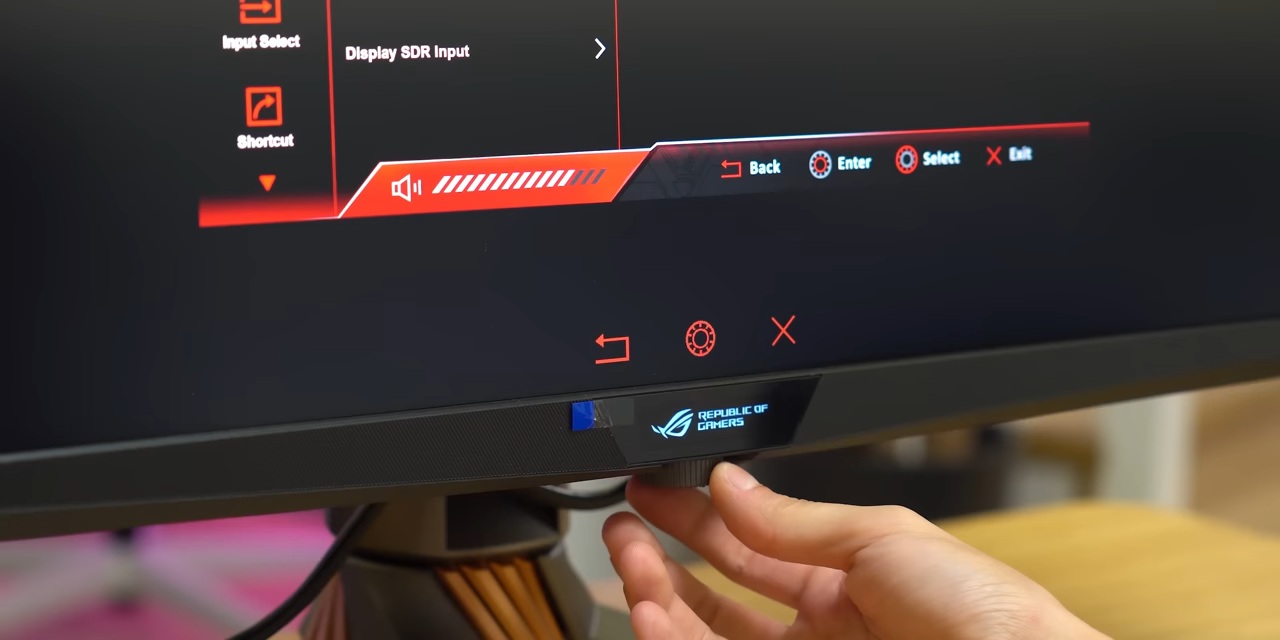 Input Select
Display SDR Input
Shortcut
Back
Enter
Select
Exit
REPUBLIC OF
GAMERS